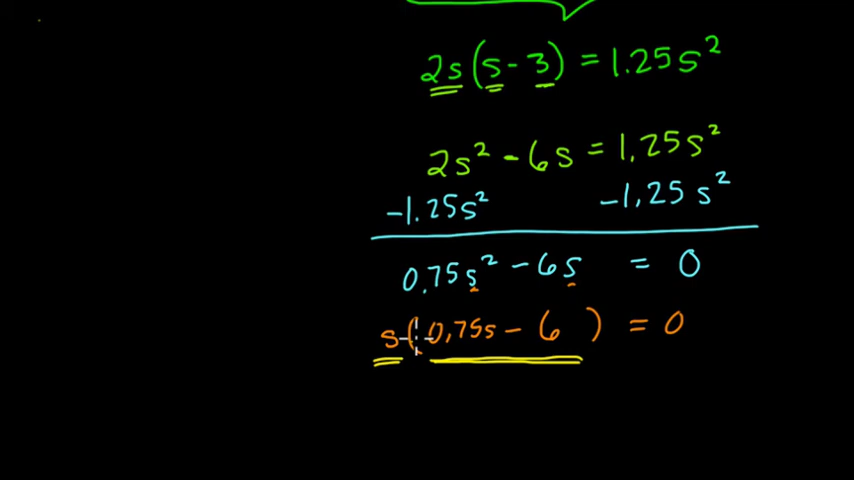 2s(s-3) = 1.25s²
2s² - 6s = 1.25s²
-1.25s² -1.25s²
0.75s² - 6s = 0
s(0.75s - 6) = 0